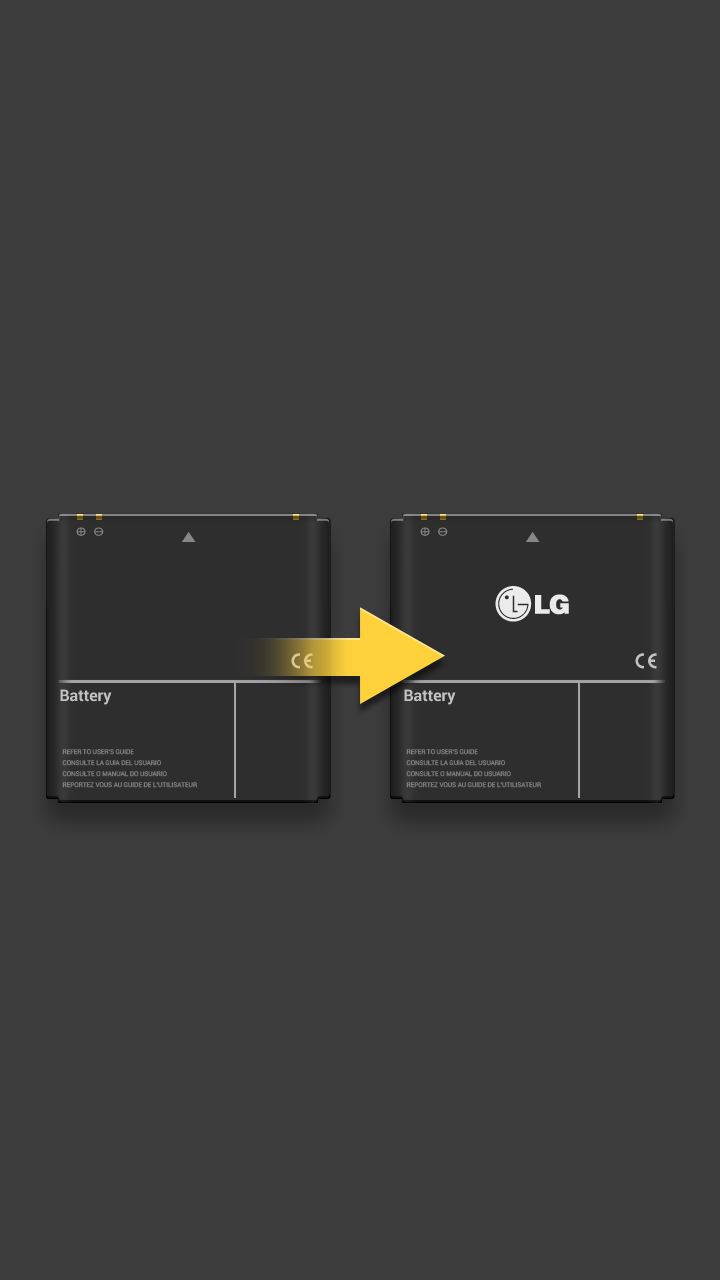 CE
Battery
REFER TO USER'S GUIDE
CONSULTE LA GUIA DEL USUARIO
CONSULTE O MANUAL DO USUARIO
REPORTEZ VOUS AU GUIDE DE L'UTILISATEUR
LG
CE
Battery
REFER TO USER'S GUIDE
CONSULTE LA GUIA DEL USUARIO
CONSULTE O MANUAL DO USUARIO
REPORTEZ VOUS AU GUIDE DE L'UTILISATEUR